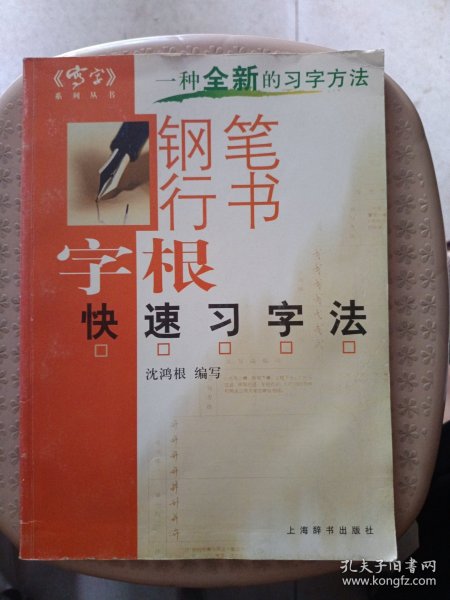 《写字》
系列丛书
一种全新的习字方法
钢笔
行书
字根
快速习字法
沈鸿根 编写
上海辞书出版社
孔夫子旧书网
www.kongfz.com